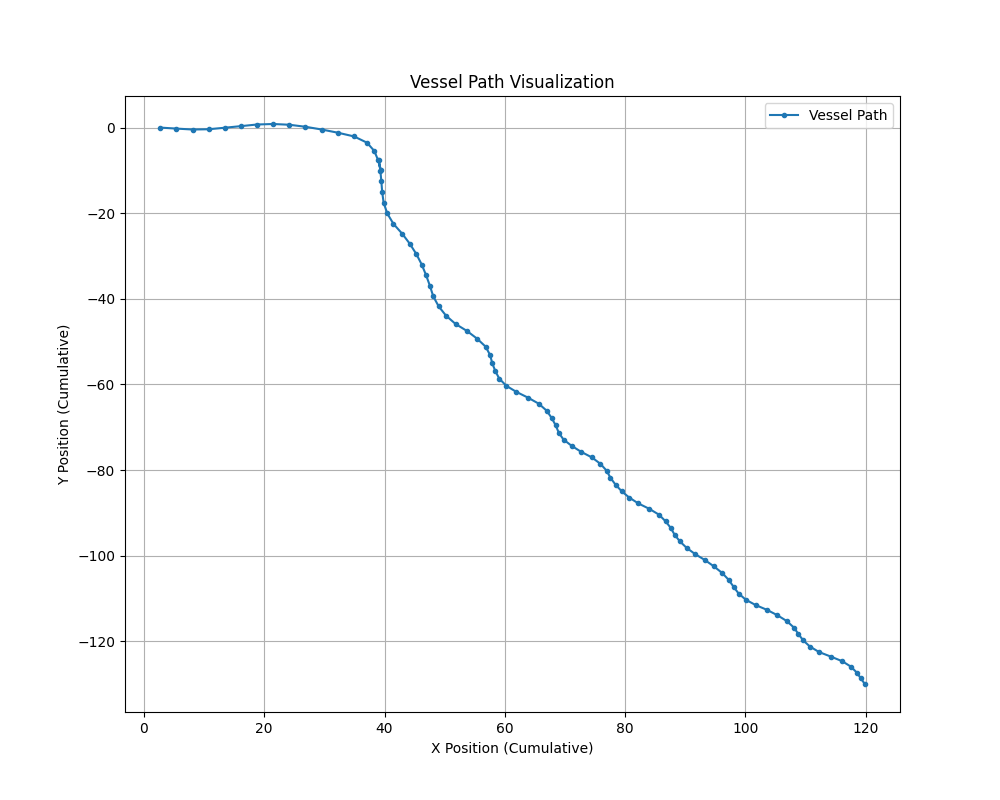 Vessel Path Visualization
Vessel Path
Y Position (Cumulative)
0
−20
−40
−60
−80
−100
−120
0 20 40 60 80 100 120
X Position (Cumulative)